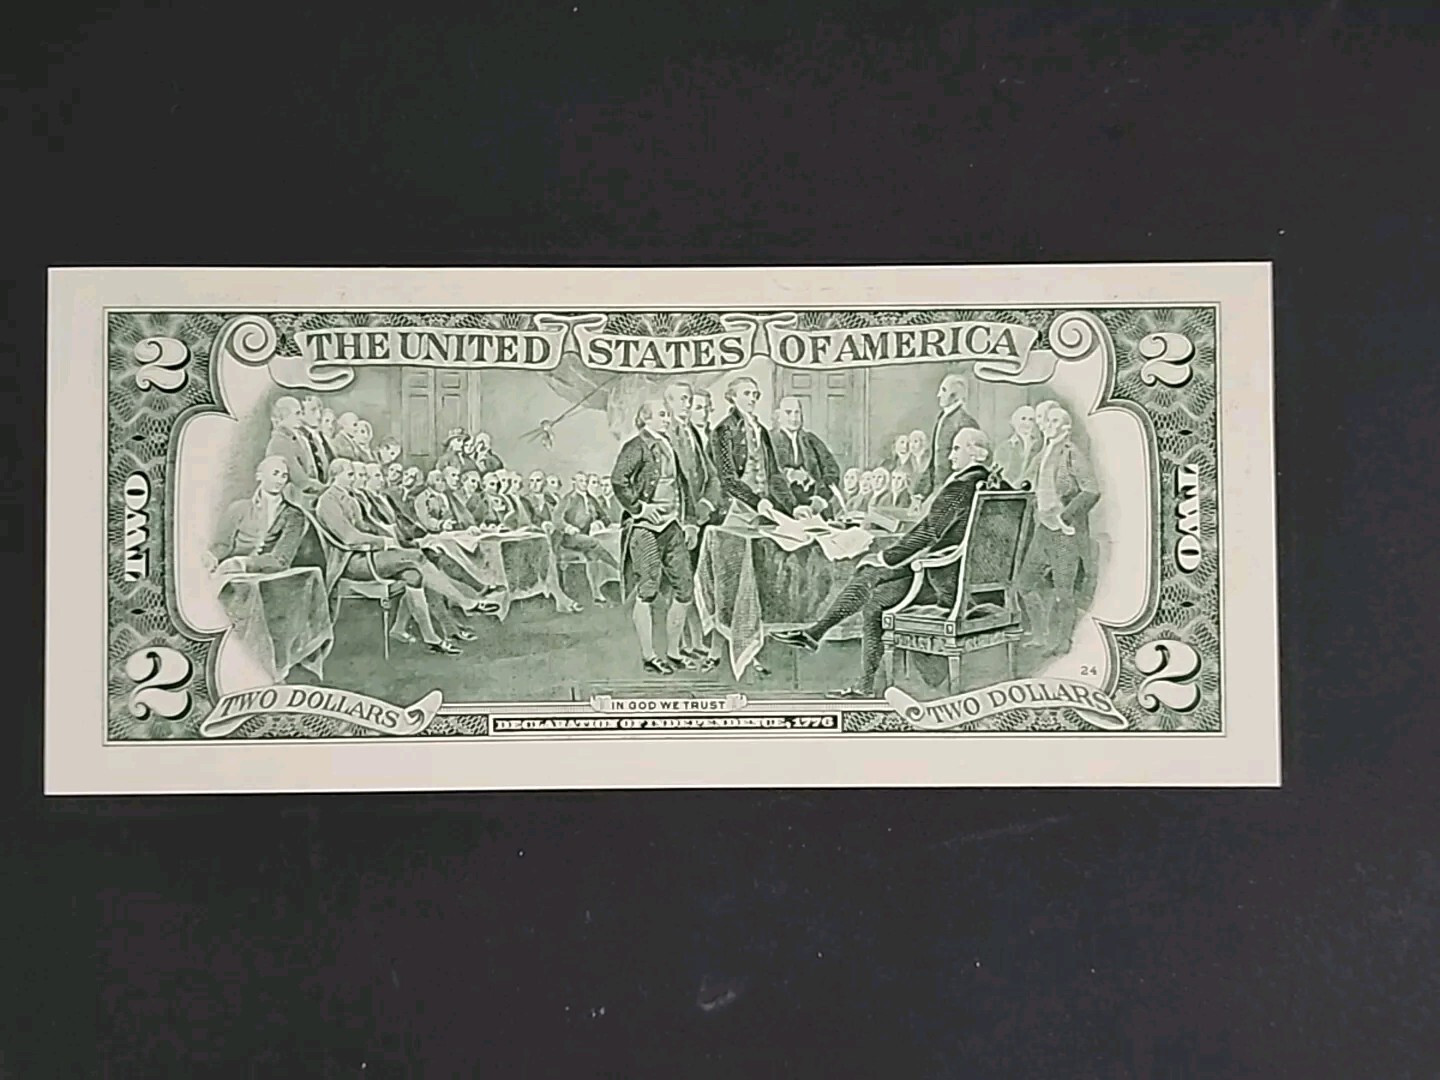 THE UNITED STATES OF AMERICA
2
2
TWO
TWO
2
2
24
TWO DOLLARS
IN GOD WE TRUST
TWO DOLLARS
DECLARATION OF INDEPENDENCE, 1776